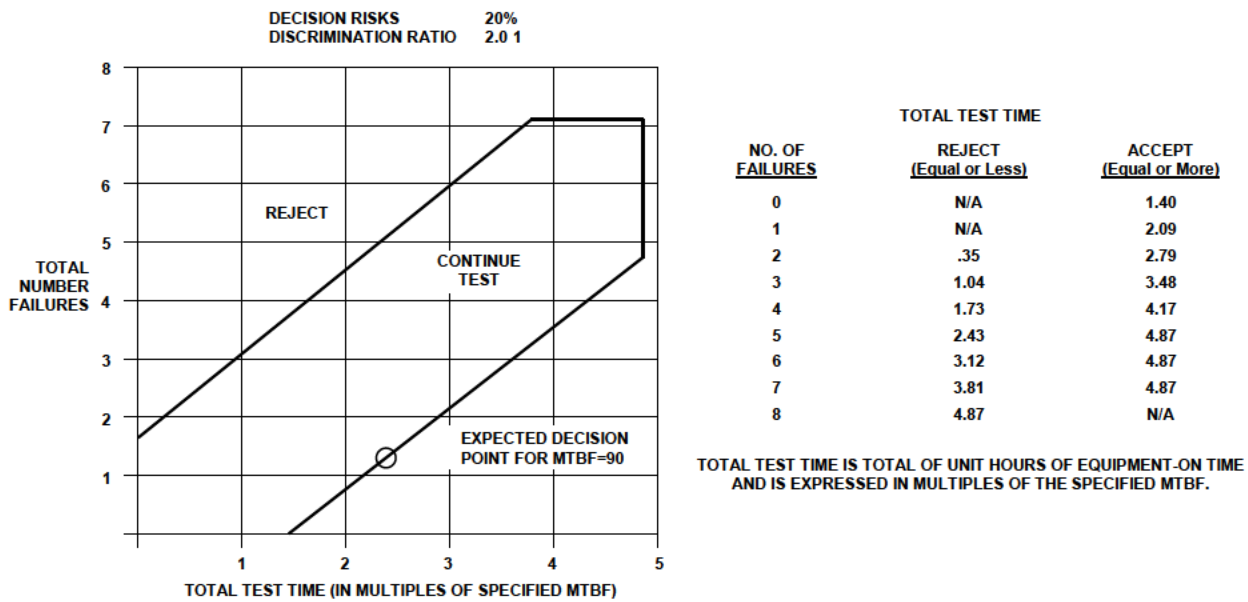 DECISION RISKS 20%
DISCRIMINATION RATIO 2.0 1
8
7
6
5
4
3
2
1
TOTAL
NUMBER
FAILURES
REJECT
CONTINUE
TEST
EXPECTED DECISION
POINT FOR MTBF=90
1 2 3 4 5
TOTAL TEST TIME (IN MULTIPLES OF SPECIFIED MTBF)
TOTAL TEST TIME
NO. OF REJECT ACCEPT
FAILURES (Equal or Less) (Equal or More)
0 N/A 1.40
1 N/A 2.09
2 .35 2.79
3 1.04 3.48
4 1.73 4.17
5 2.43 4.87
6 3.12 4.87
7 3.81 4.87
8 4.87 N/A
TOTAL TEST TIME IS TOTAL OF UNIT HOURS OF EQUIPMENT-ON TIME
AND IS EXPRESSED IN MULTIPLES OF THE SPECIFIED MTBF.